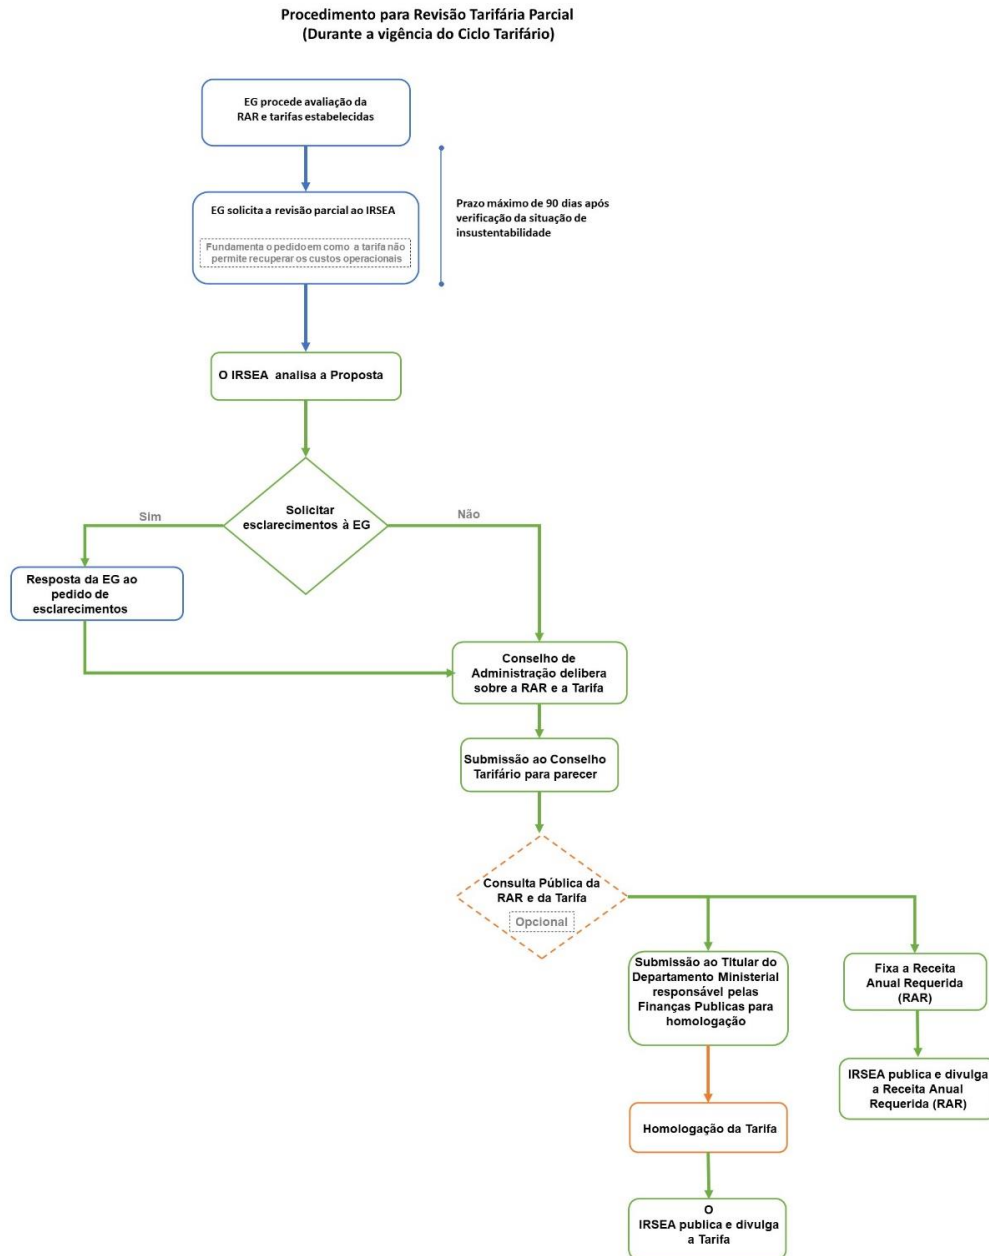 Procedimento para Revisão Tarifária Parcial
(Durante a vigência do Ciclo Tarifário)
EG procede avaliação da
RAR e tarifas estabelecidas
EG solicita a revisão parcial ao IRSEA
Fundamenta o pedido em como a tarifa não
permite recuperar os custos operacionais
Prazo máximo de 90 dias após
verificação da situação de
insustentabilidade
O IRSEA analisa a Proposta
Solicitar
esclarecimentos à EG
Sim
Não
Resposta da EG ao
pedido de
esclarecimentos
Conselho de
Administração delibera
sobre a RAR e a Tarifa
Submissão ao Conselho
Tarifário para parecer
Consulta Pública da
RAR e da Tarifa
Opcional
Submissão ao Titular do
Departamento Ministerial
responsável pelas
Finanças Publicas para
homologação
Fixa a Receita
Anual Requerida
(RAR)
IRSEA publica e divulga
a Receita Anual
Requerida (RAR)
Homologação da Tarifa
O
IRSEA publica e divulga
a Tarifa